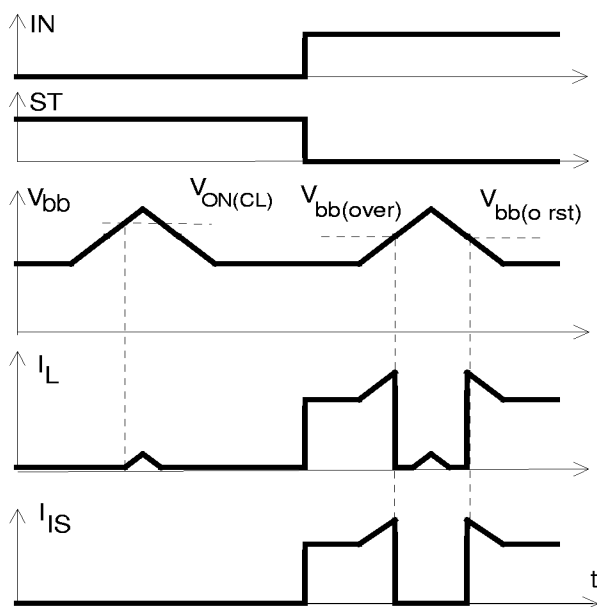 IN
ST
Vbb
VON(CL)
Vbb(over)
Vbb(o rst)
IL
IIS
t